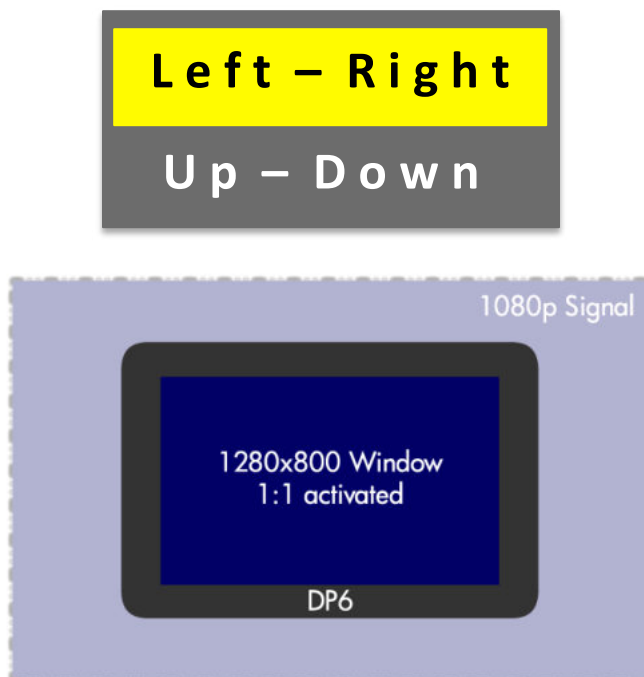 Left – Right
Up – Down
1080p Signal
1280x800 Window
1:1 activated
DP6